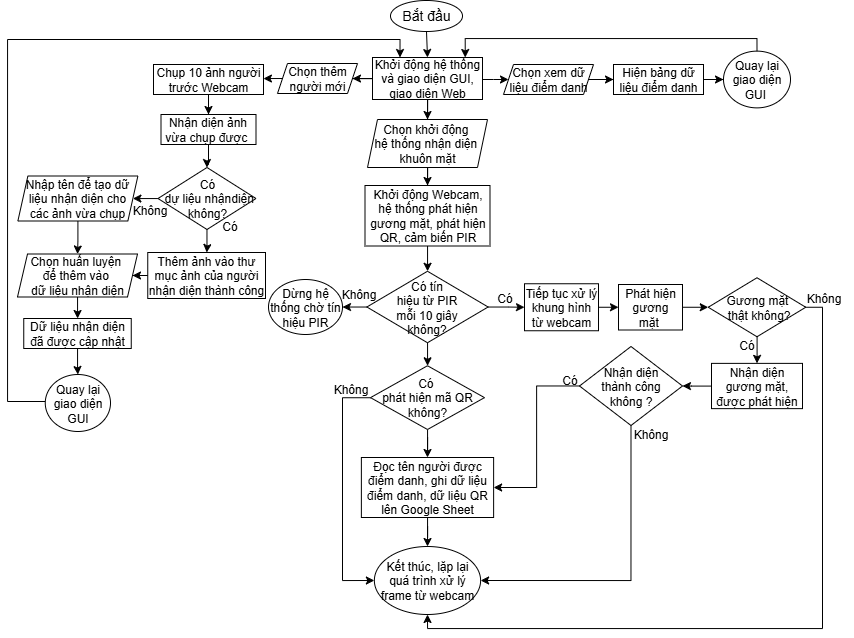 Bắt đầu
Khởi động hệ thống
và giao diện GUI,
giao diện Web
Chọn thêm
người mới
Chụp 10 ảnh người
trước Webcam
Nhận diện ảnh
vừa chụp được
Có
dự liệu nhậndiện
không?
Không
Có
Nhập tên để tạo dữ
liệu nhận diện cho
các ảnh vừa chụp
Thêm ảnh vào thư
mục ảnh của người
nhận diện thành công
Chọn huấn luyện
để thêm vào
dữ liệu nhận diện
Dữ liệu nhận diện
đã được cập nhật
Quay lại
giao diện
GUI
Chọn xem dữ
liệu điểm danh
Hiện bảng dữ
liệu điểm danh
Quay lại
giao diện
GUI
Chọn khởi động
hệ thống nhận diện
khuôn mặt
Khởi động Webcam,
hệ thống phát hiện
gương mặt, phát hiện
QR, cảm biến PIR
Có tín
hiệu từ PIR
mỗi 10 giây
không?
Không
Dừng hệ
thống chờ tín
hiệu PIR
Có
Tiếp tục xử lý
khung hình
từ webcam
Phát hiện
gương
mặt
Gương mặt
thật không?
Không
Có
Nhận diện
gương mặt,
được phát hiện
Nhận diện
thành công
không ?
Có
Không
Có
phát hiện mã QR
không?
Không
Đọc tên người được
điểm danh, ghi dữ liệu
điểm danh, dữ liệu QR
lên Google Sheet
Kết thúc, lặp lại
quá trình xử lý
frame từ webcam